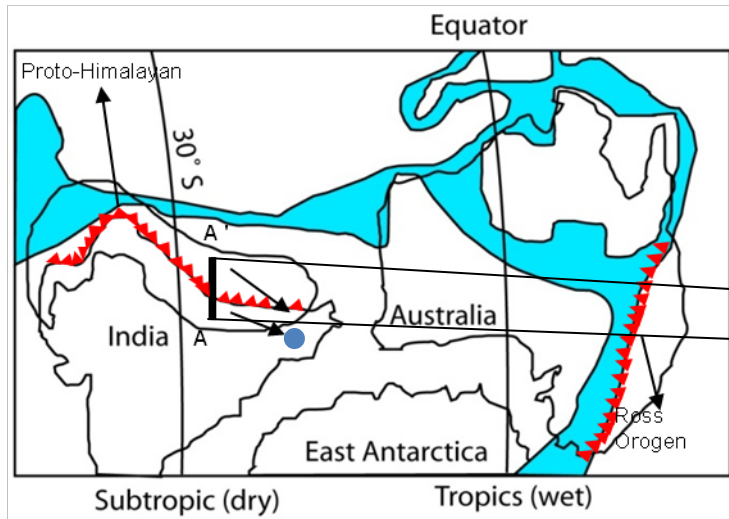 Equator
Proto-Himalayan
30° S
A'
India
A
Australia
Ross
Orogen
East Antarctica
Subtropic (dry)
Tropics (wet)